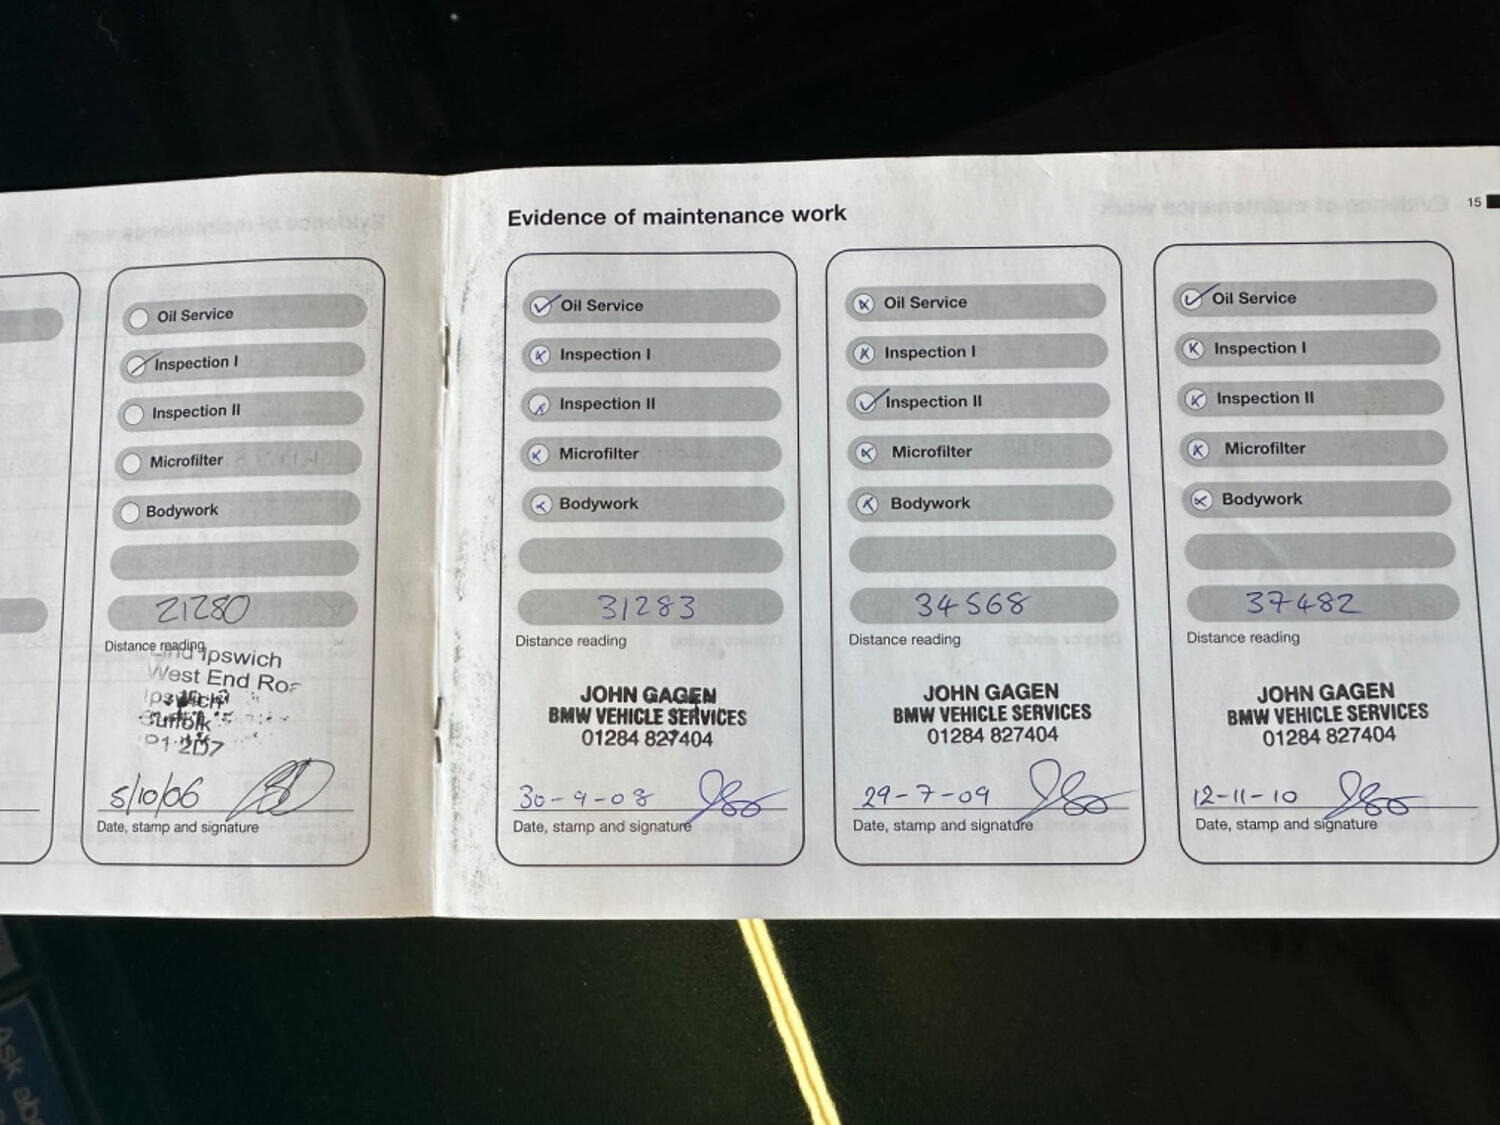 Oil Service
Inspection I
Inspection II
Microfilter
Bodywork
21280
Distance reading
Ipswich
West End
Suffolk
5/10/06
Date, stamp and signature
Evidence of maintenance work
15
Oil Service
Inspection I
Inspection II
Microfilter
Bodywork
31283
Distance reading
JOHN GAGEN
BMW VEHICLE SERVICES
01284 827404
30-9-08
Date, stamp and signature
Oil Service
Inspection I
Inspection II
Microfilter
Bodywork
34568
Distance reading
JOHN GAGEN
BMW VEHICLE SERVICES
01284 827404
29-7-09
Date, stamp and signature
Oil Service
Inspection I
Inspection II
Microfilter
Bodywork
37482
Distance reading
JOHN GAGEN
BMW VEHICLE SERVICES
01284 827404
12-11-10
Date, stamp and signature
Ask